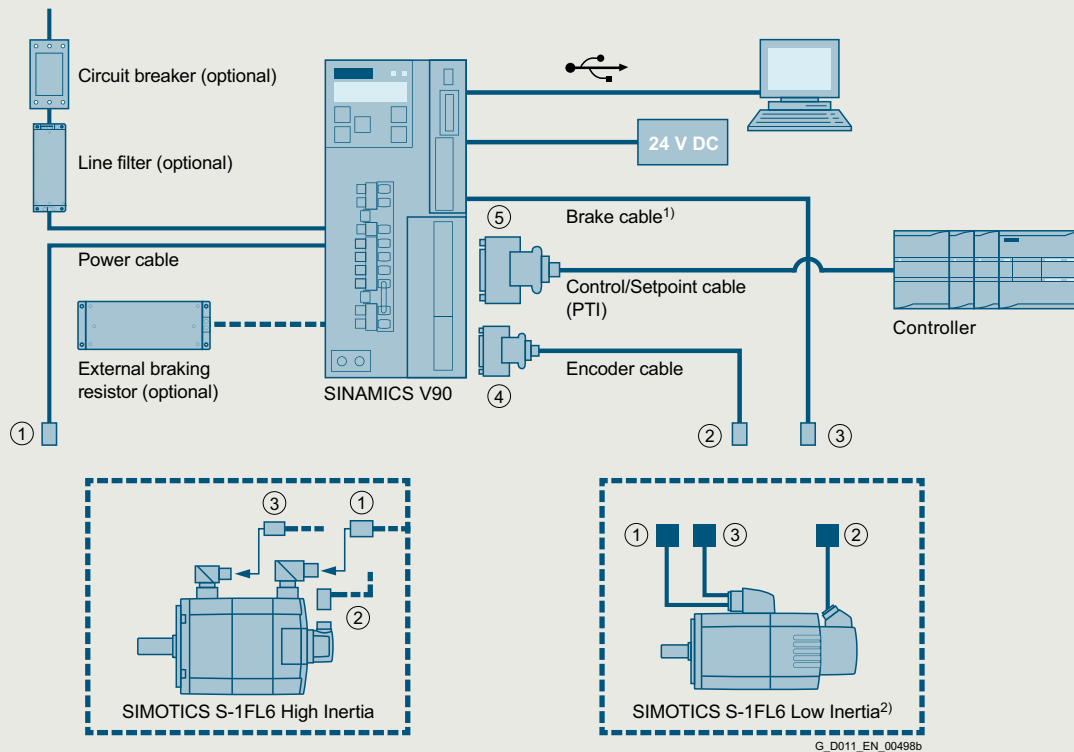 Circuit breaker (optional)
Line filter (optional)
24 V DC
Brake cable1)
⑤
Power cable
Control/Setpoint cable
(PTI)
Controller
External braking
resistor (optional)
SINAMICS V90
④
Encoder cable
①
②
③
③
①
②
SIMOTICS S-1FL6 High Inertia
①
③
②
SIMOTICS S-1FL6 Low Inertia2)
G_D011_EN_00498b